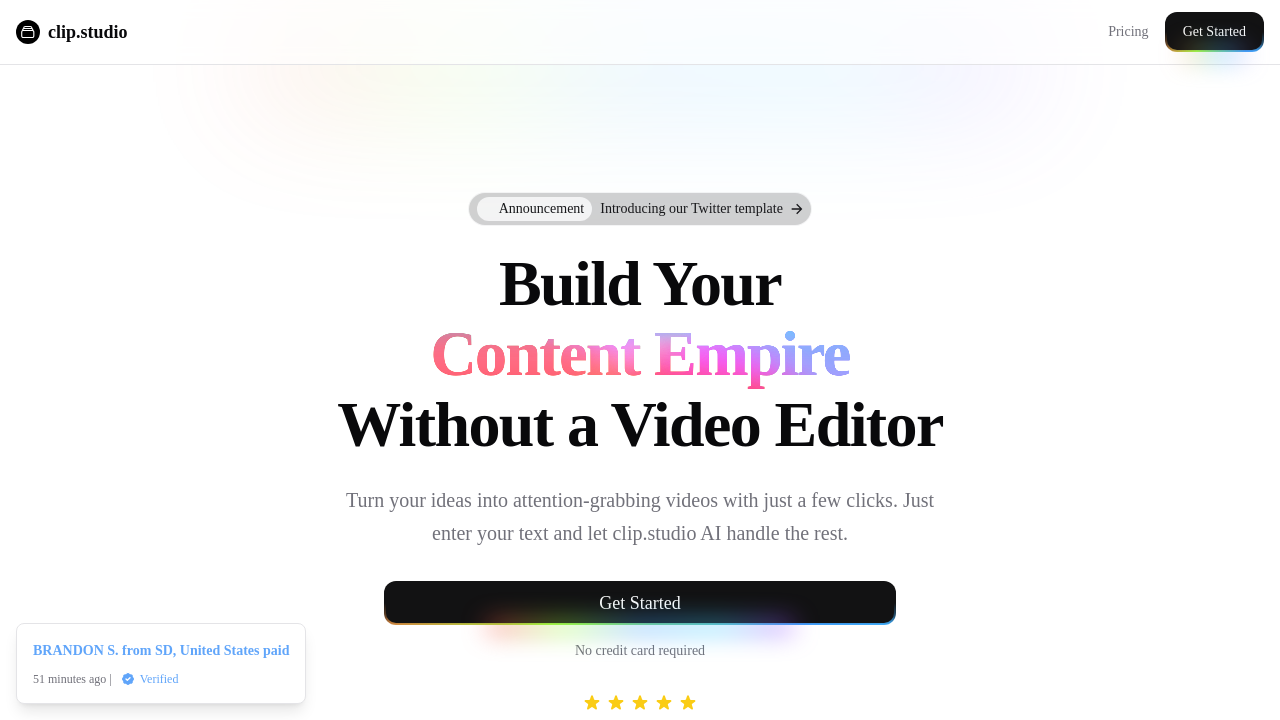 clip.studio
Pricing
Get Started
Announcement
Introducing our Twitter template
Build Your
Content Empire
Without a Video Editor
Turn your ideas into attention-grabbing videos with just a few clicks. Just
enter your text and let clip.studio AI handle the rest.
Get Started
No credit card required
BRANDON S. from SD, United States paid
51 minutes ago |
Verified